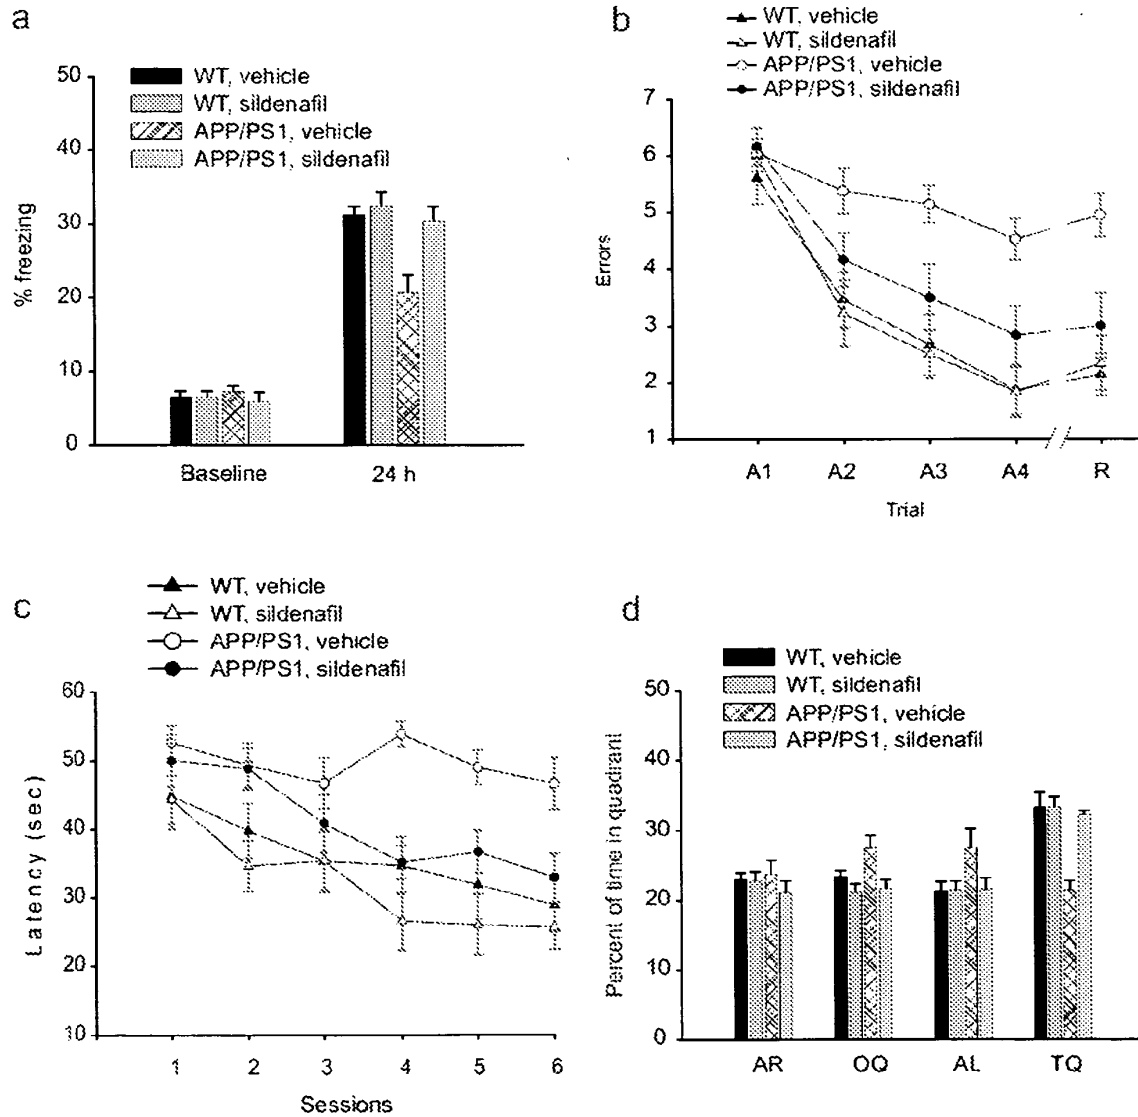 a
WT, vehicle
WT, sildenafil
APP/PS1, vehicle
APP/PS1, sildenafil
50
40
30
20
10
0
% freezing
Baseline
24 h
b
WT, vehicle
WT, sildenafil
APP/PS1, vehicle
APP/PS1, sildenafil
7
6
5
4
3
2
1
Errors
A1
A2
A3
A4
R
Trial
c
WT, vehicle
WT, sildenafil
APP/PS1, vehicle
APP/PS1, sildenafil
60
50
40
30
20
10
Latency (sec)
1
2
3
4
5
6
Sessions
d
WT, vehicle
WT, sildenafil
APP/PS1, vehicle
APP/PS1, sildenafil
50
40
30
20
10
0
Percent of time in quadrant
AR
OQ
AL
TQ